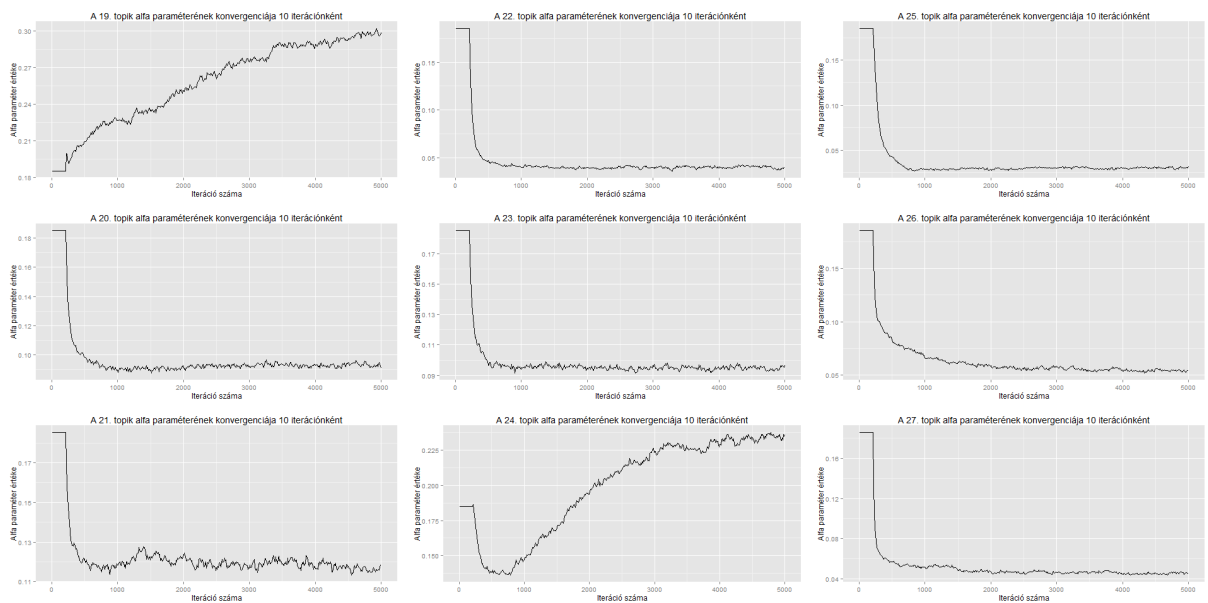 A 19. topik alfa paraméterének konvergenciája 10 iterációnként
Alfa paraméter értéke
0.30
0.27
0.24
0.21
0.18
0 1000 2000 3000 4000 5000
Iteráció száma
A 22. topik alfa paraméterének konvergenciája 10 iterációnként
Alfa paraméter értéke
0.15
0.10
0.05
0 1000 2000 3000 4000 5000
Iteráció száma
A 25. topik alfa paraméterének konvergenciája 10 iterációnként
Alfa paraméter értéke
0.15
0.10
0.05
0 1000 2000 3000 4000 5000
Iteráció száma
A 20. topik alfa paraméterének konvergenciája 10 iterációnként
Alfa paraméter értéke
0.18
0.16
0.14
0.12
0.10
0 1000 2000 3000 4000 5000
Iteráció száma
A 23. topik alfa paraméterének konvergenciája 10 iterációnként
Alfa paraméter értéke
0.17
0.15
0.13
0.11
0.09
0 1000 2000 3000 4000 5000
Iteráció száma
A 26. topik alfa paraméterének konvergenciája 10 iterációnként
Alfa paraméter értéke
0.15
0.10
0.05
0 1000 2000 3000 4000 5000
Iteráció száma
A 21. topik alfa paraméterének konvergenciája 10 iterációnként
Alfa paraméter értéke
0.17
0.15
0.13
0.11
0 1000 2000 3000 4000 5000
Iteráció száma
A 24. topik alfa paraméterének konvergenciája 10 iterációnként
Alfa paraméter értéke
0.225
0.200
0.175
0.150
0 1000 2000 3000 4000 5000
Iteráció száma
A 27. topik alfa paraméterének konvergenciája 10 iterációnként
Alfa paraméter értéke
0.16
0.12
0.08
0.04
0 1000 2000 3000 4000 5000
Iteráció száma